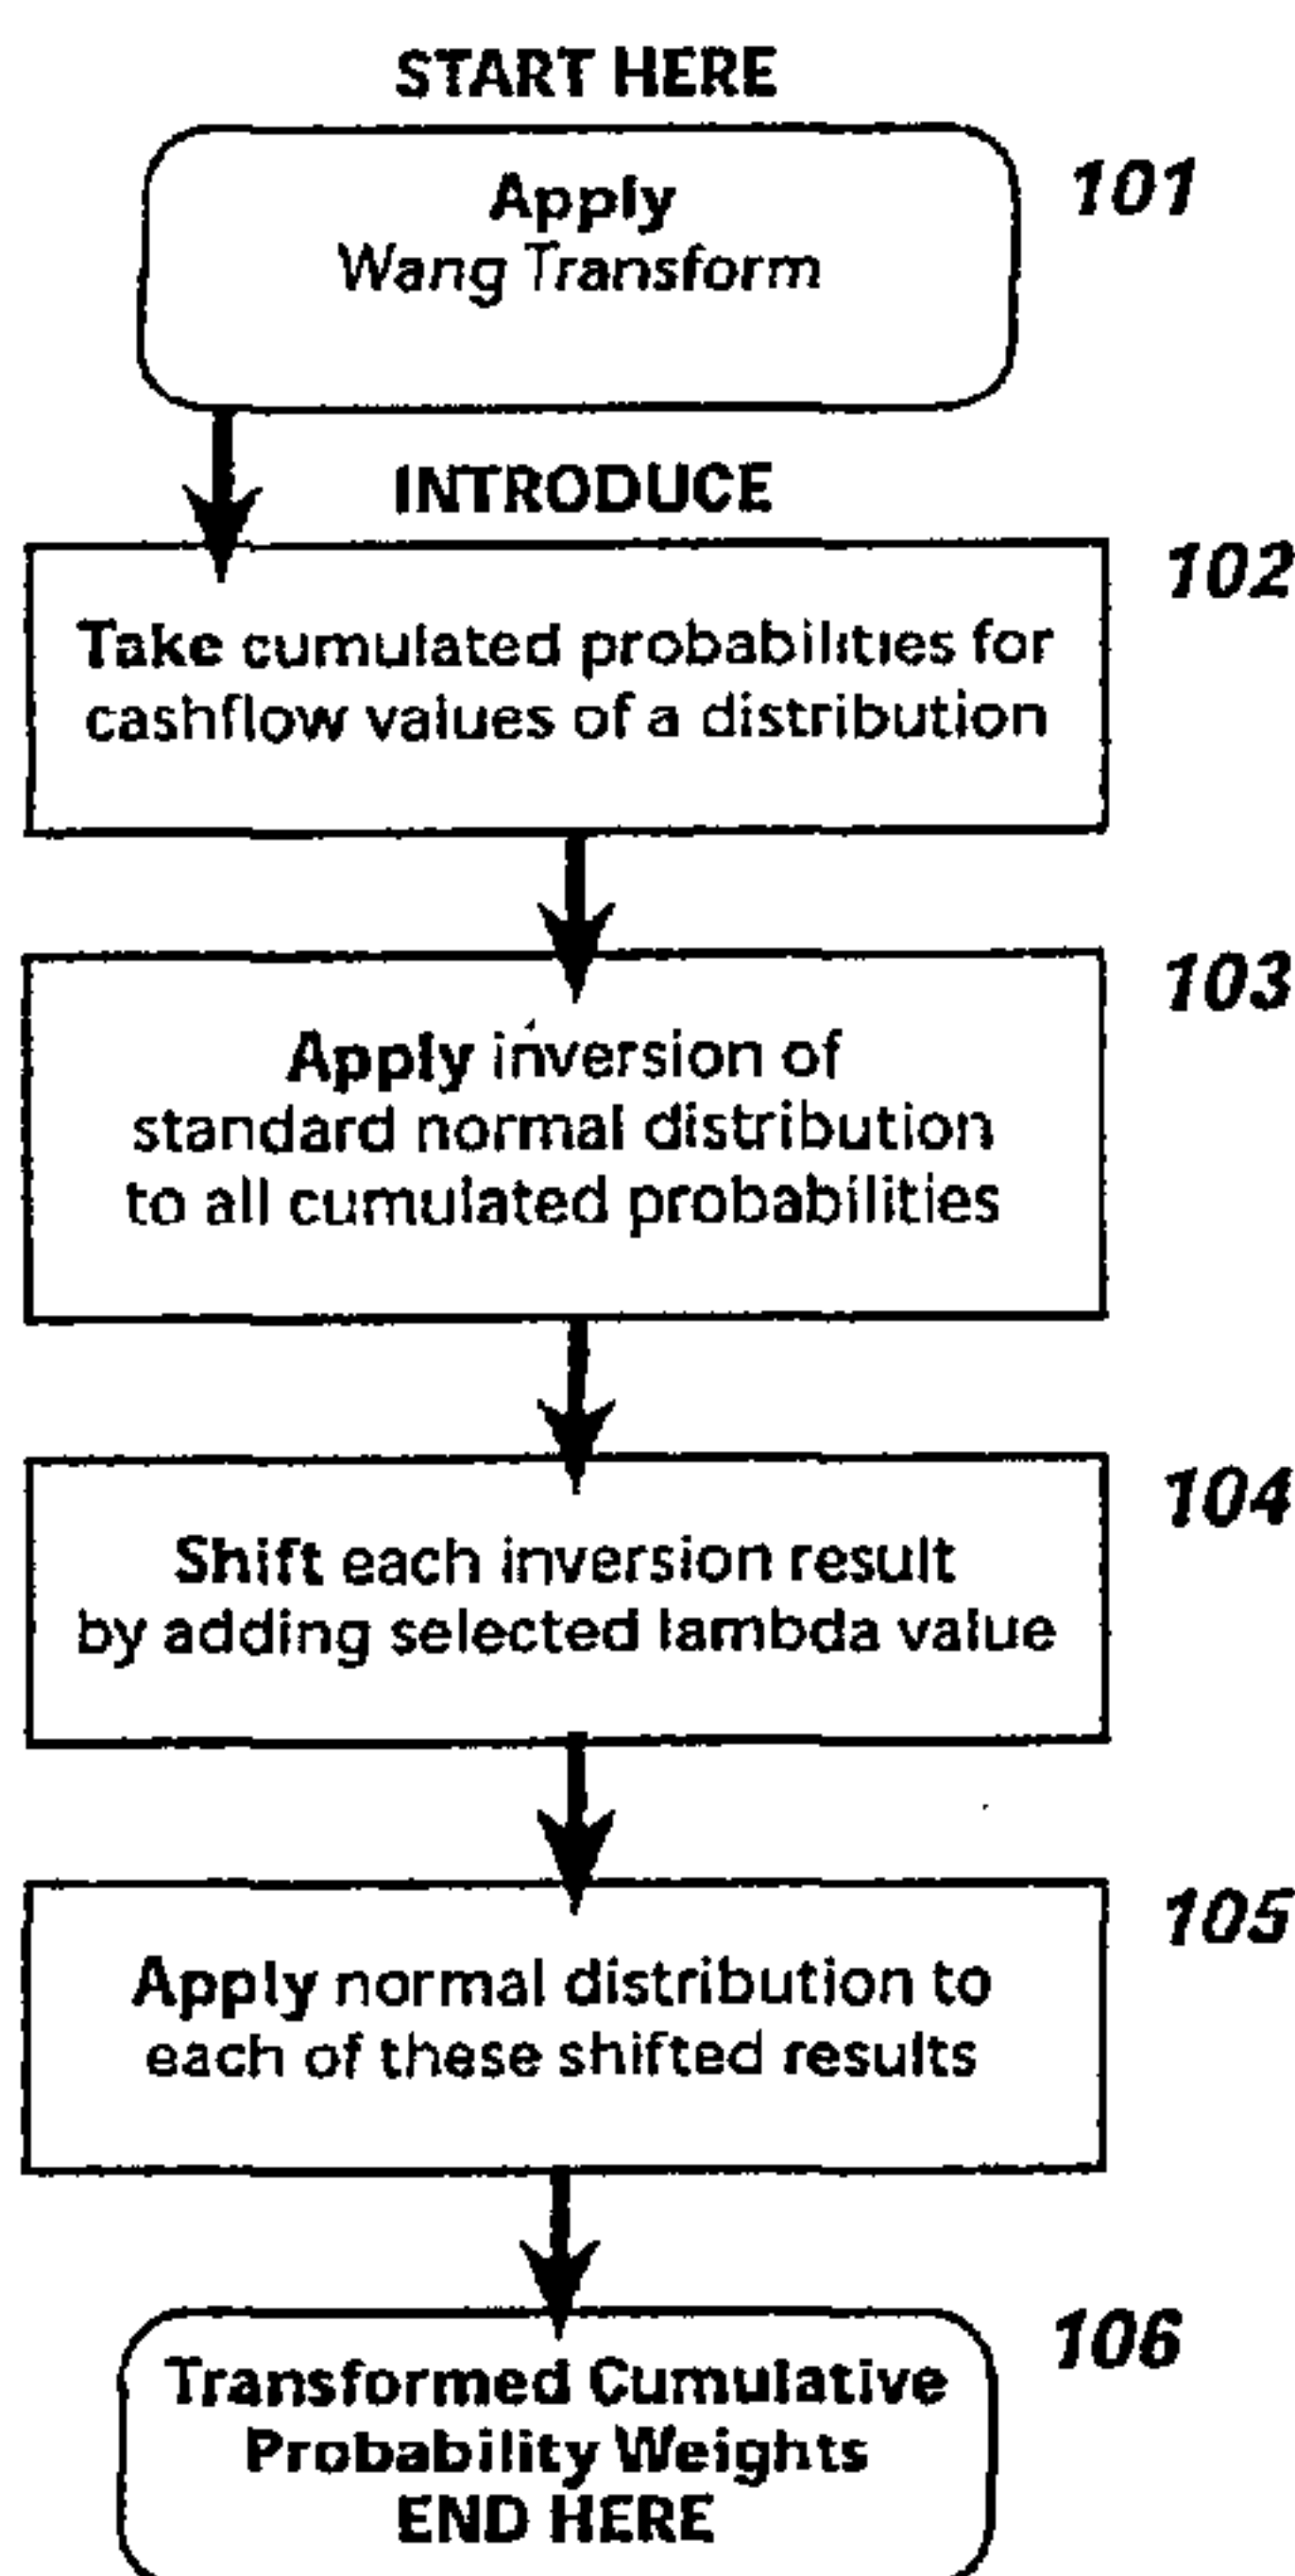 START HERE
Apply
Wang Transform
101
INTRODUCE
102
Take cumulated probabilities for
cashflow values of a distribution
103
Apply inversion of
standard normal distribution
to all cumulated probabilities
104
Shift each inversion result
by adding selected lambda value
105
Apply normal distribution to
each of these shifted results
106
Transformed Cumulative
Probability Weights
END HERE